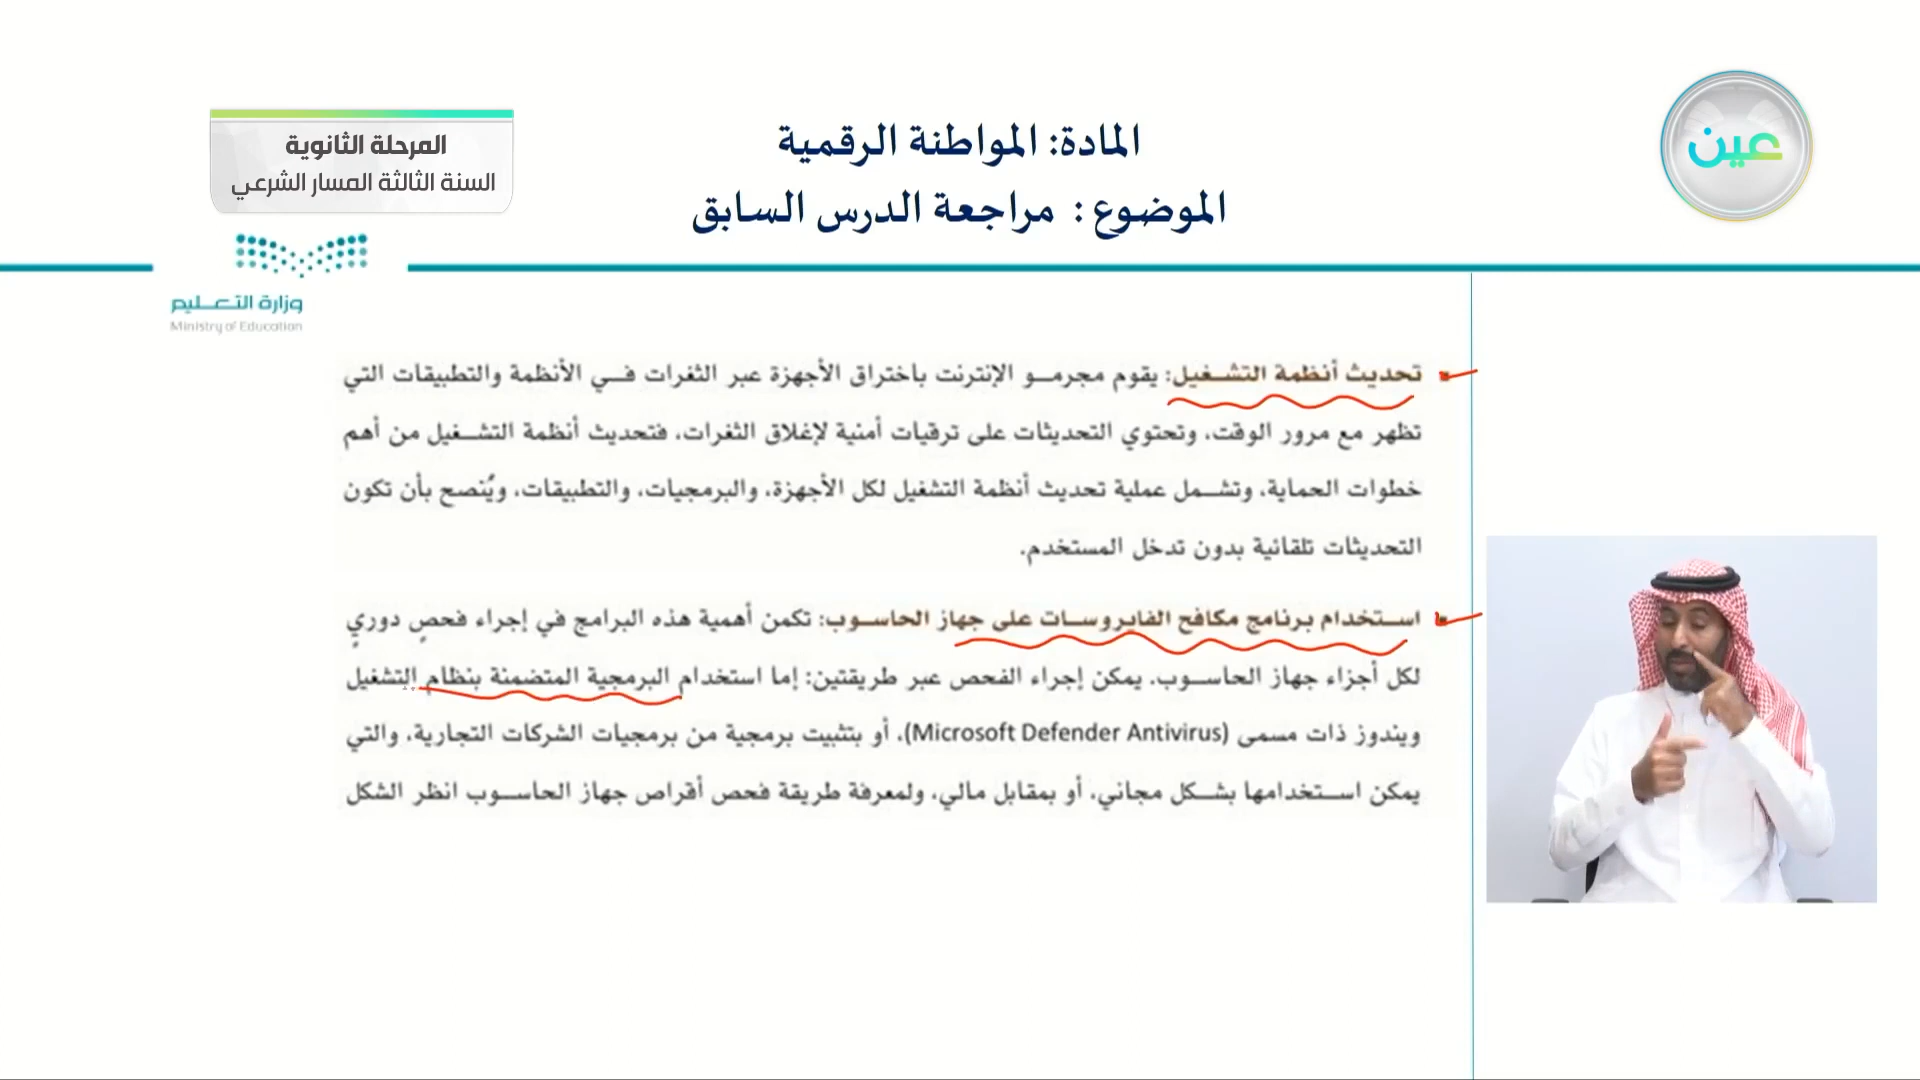 المادة: المواطنة الرقمية
الموضوع : مراجعة الدرس السابق
عين
المرحلة الثانوية
السنة الثالثة المسار الشرعي
وزارة التعليم
Ministry of Education
تحديث أنظمة التشغيل: يقوم مجرمو الإنترنت باختراق الأجهزة عبر الثغرات في الأنظمة والتطبيقات التي
تظهر مع مرور الوقت، وتحتوي التحديثات على ترقيات أمنية لإغلاق الثغرات، فتحديث أنظمة التشغيل من أهم
خطوات الحماية، وتشمل عملية تحديث أنظمة التشغيل لكل الأجهزة، والبرمجيات، والتطبيقات، ويُنصح بأن تكون
التحديثات تلقائية بدون تدخل المستخدم.
استخدام برنامج مكافح الفايروسات على جهاز الحاسوب: تكمن أهمية هذه البرامج في إجراء فحصٍ دوريٍ
لكل أجزاء جهاز الحاسوب. يمكن إجراء الفحص عبر طريقتين: إما استخدام البرمجية المتضمنة بنظام التشغيل
ويندوز ذات مسمى (Microsoft Defender Antivirus)، أو بتثبيت برمجية من برمجيات الشركات التجارية، والتي
يمكن استخدامها بشكل مجاني، أو بمقابل مالي، ولمعرفة طريقة فحص أقراص جهاز الحاسوب انظر الشكل